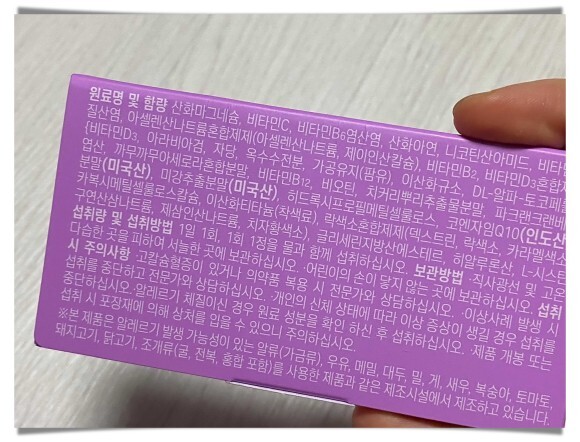 원료명 및 함량 산화마그네슘, 비타민C, 비타민B6염산염, 산화아연, 니코틴산아미드, 비타민
질산염, 아셀렌산나트륨혼합제제(아셀렌산나트륨, 제이인산칼슘), 비타민B2, 비타민D3혼합제
{비타민D3, 아라비아검, 자당, 옥수수전분, 가공유지(팜유), 이산화규소, DL-알파-토코페롤
엽산, 까무까무아세로라혼합분말, 비타민B12, 비오틴, 치커리뿌리추출물분말, 파크랜크랜베
분말(미국산), 미강추출분말(미국산), 히드록시프로필메틸셀룰로스, 코엔자임Q10(인도산
카복시메틸셀룰로스칼슘, 이산화티타늄(착색료), 락색소혼합제제(덱스트린, 락색소, 카라멜색소
구연산삼나트륨, 제삼인산나트륨, 치자황색소), 글리세린지방산에스테르, 히알루론산, L-시스트
섭취량 및 섭취방법 1일 1회, 1회 1정을 물과 함께 섭취하십시오. 보관방법 ·직사광선 및 고온
다습한 곳을 피하여 서늘한 곳에 보관하십시오. ·어린이의 손이 닿지 않는 곳에 보관하십시오. 섭취
시 주의사항 ·고칼슘혈증이 있거나 의약품 복용 시 전문가와 상담하십시오. ·이상사례 발생 시
섭취를 중단하고 전문가와 상담하십시오. ·개인의 신체 상태에 따라 이상 증상이 생길 경우 섭취를
중단하십시오. ·알레르기 체질이신 경우 원료 성분을 확인 하신 후 섭취하십시오. ·제품 개봉 또는
섭취 시 포장재에 의해 상처를 입을 수 있으니 주의하십시오.
※본 제품은 알레르기 발생 가능성이 있는 알류(가금류), 우유, 메밀, 대두, 밀, 게, 새우, 복숭아, 토마토,
돼지고기, 닭고기, 조개류(굴, 전복, 홍합 포함)를 사용한 제품과 같은 제조시설에서 제조하고 있습니다.